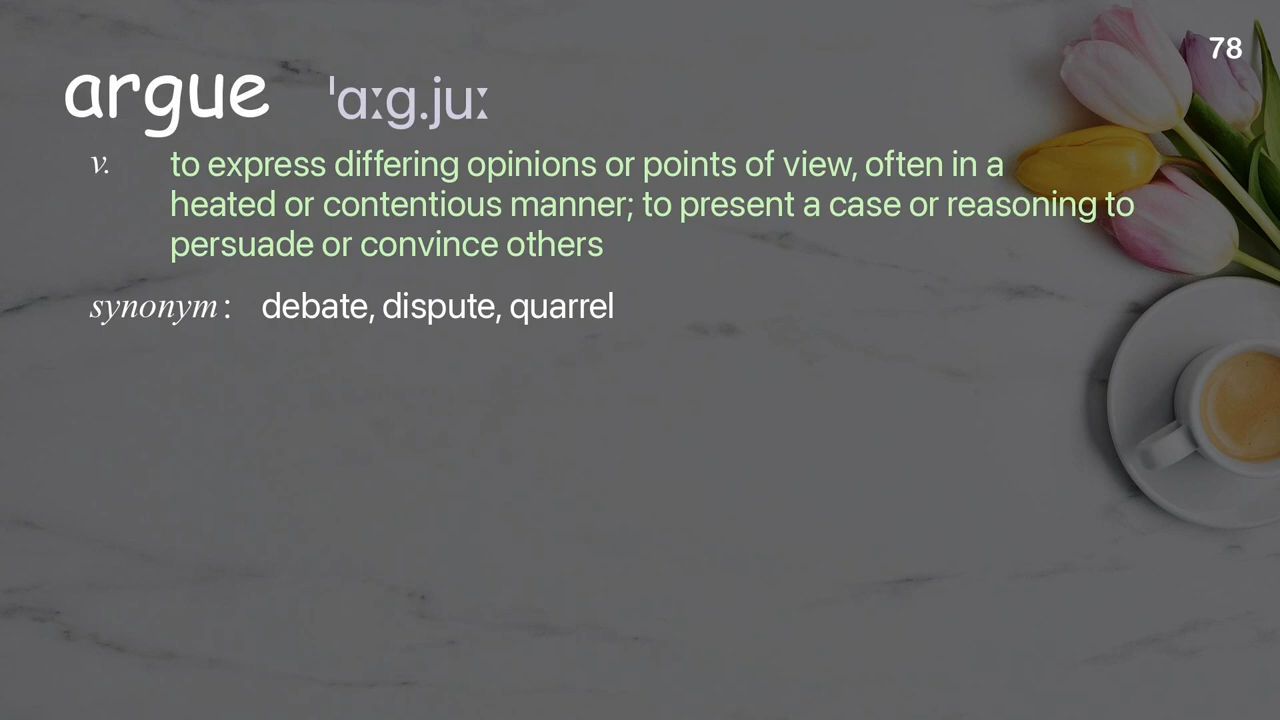 78
argue ˈɑːɡ.juː
v. to express differing opinions or points of view, often in a
heated or contentious manner; to present a case or reasoning to
persuade or convince others
synonym: debate, dispute, quarrel